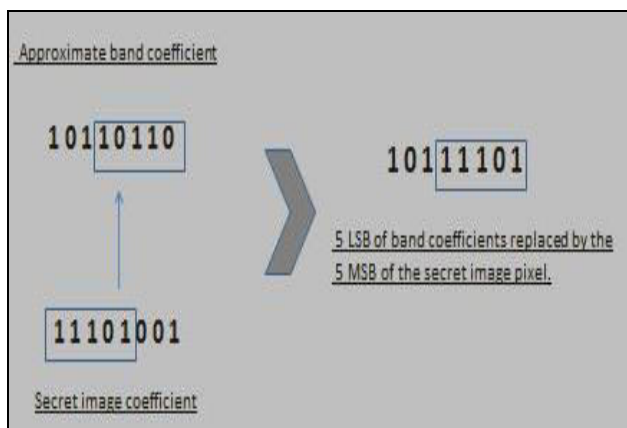 Approximate band coefficient
10110110
10111101
5 LSB of band coefficients replaced by the
5 MSB of the secret image pixel.
11101001
Secret image coefficient